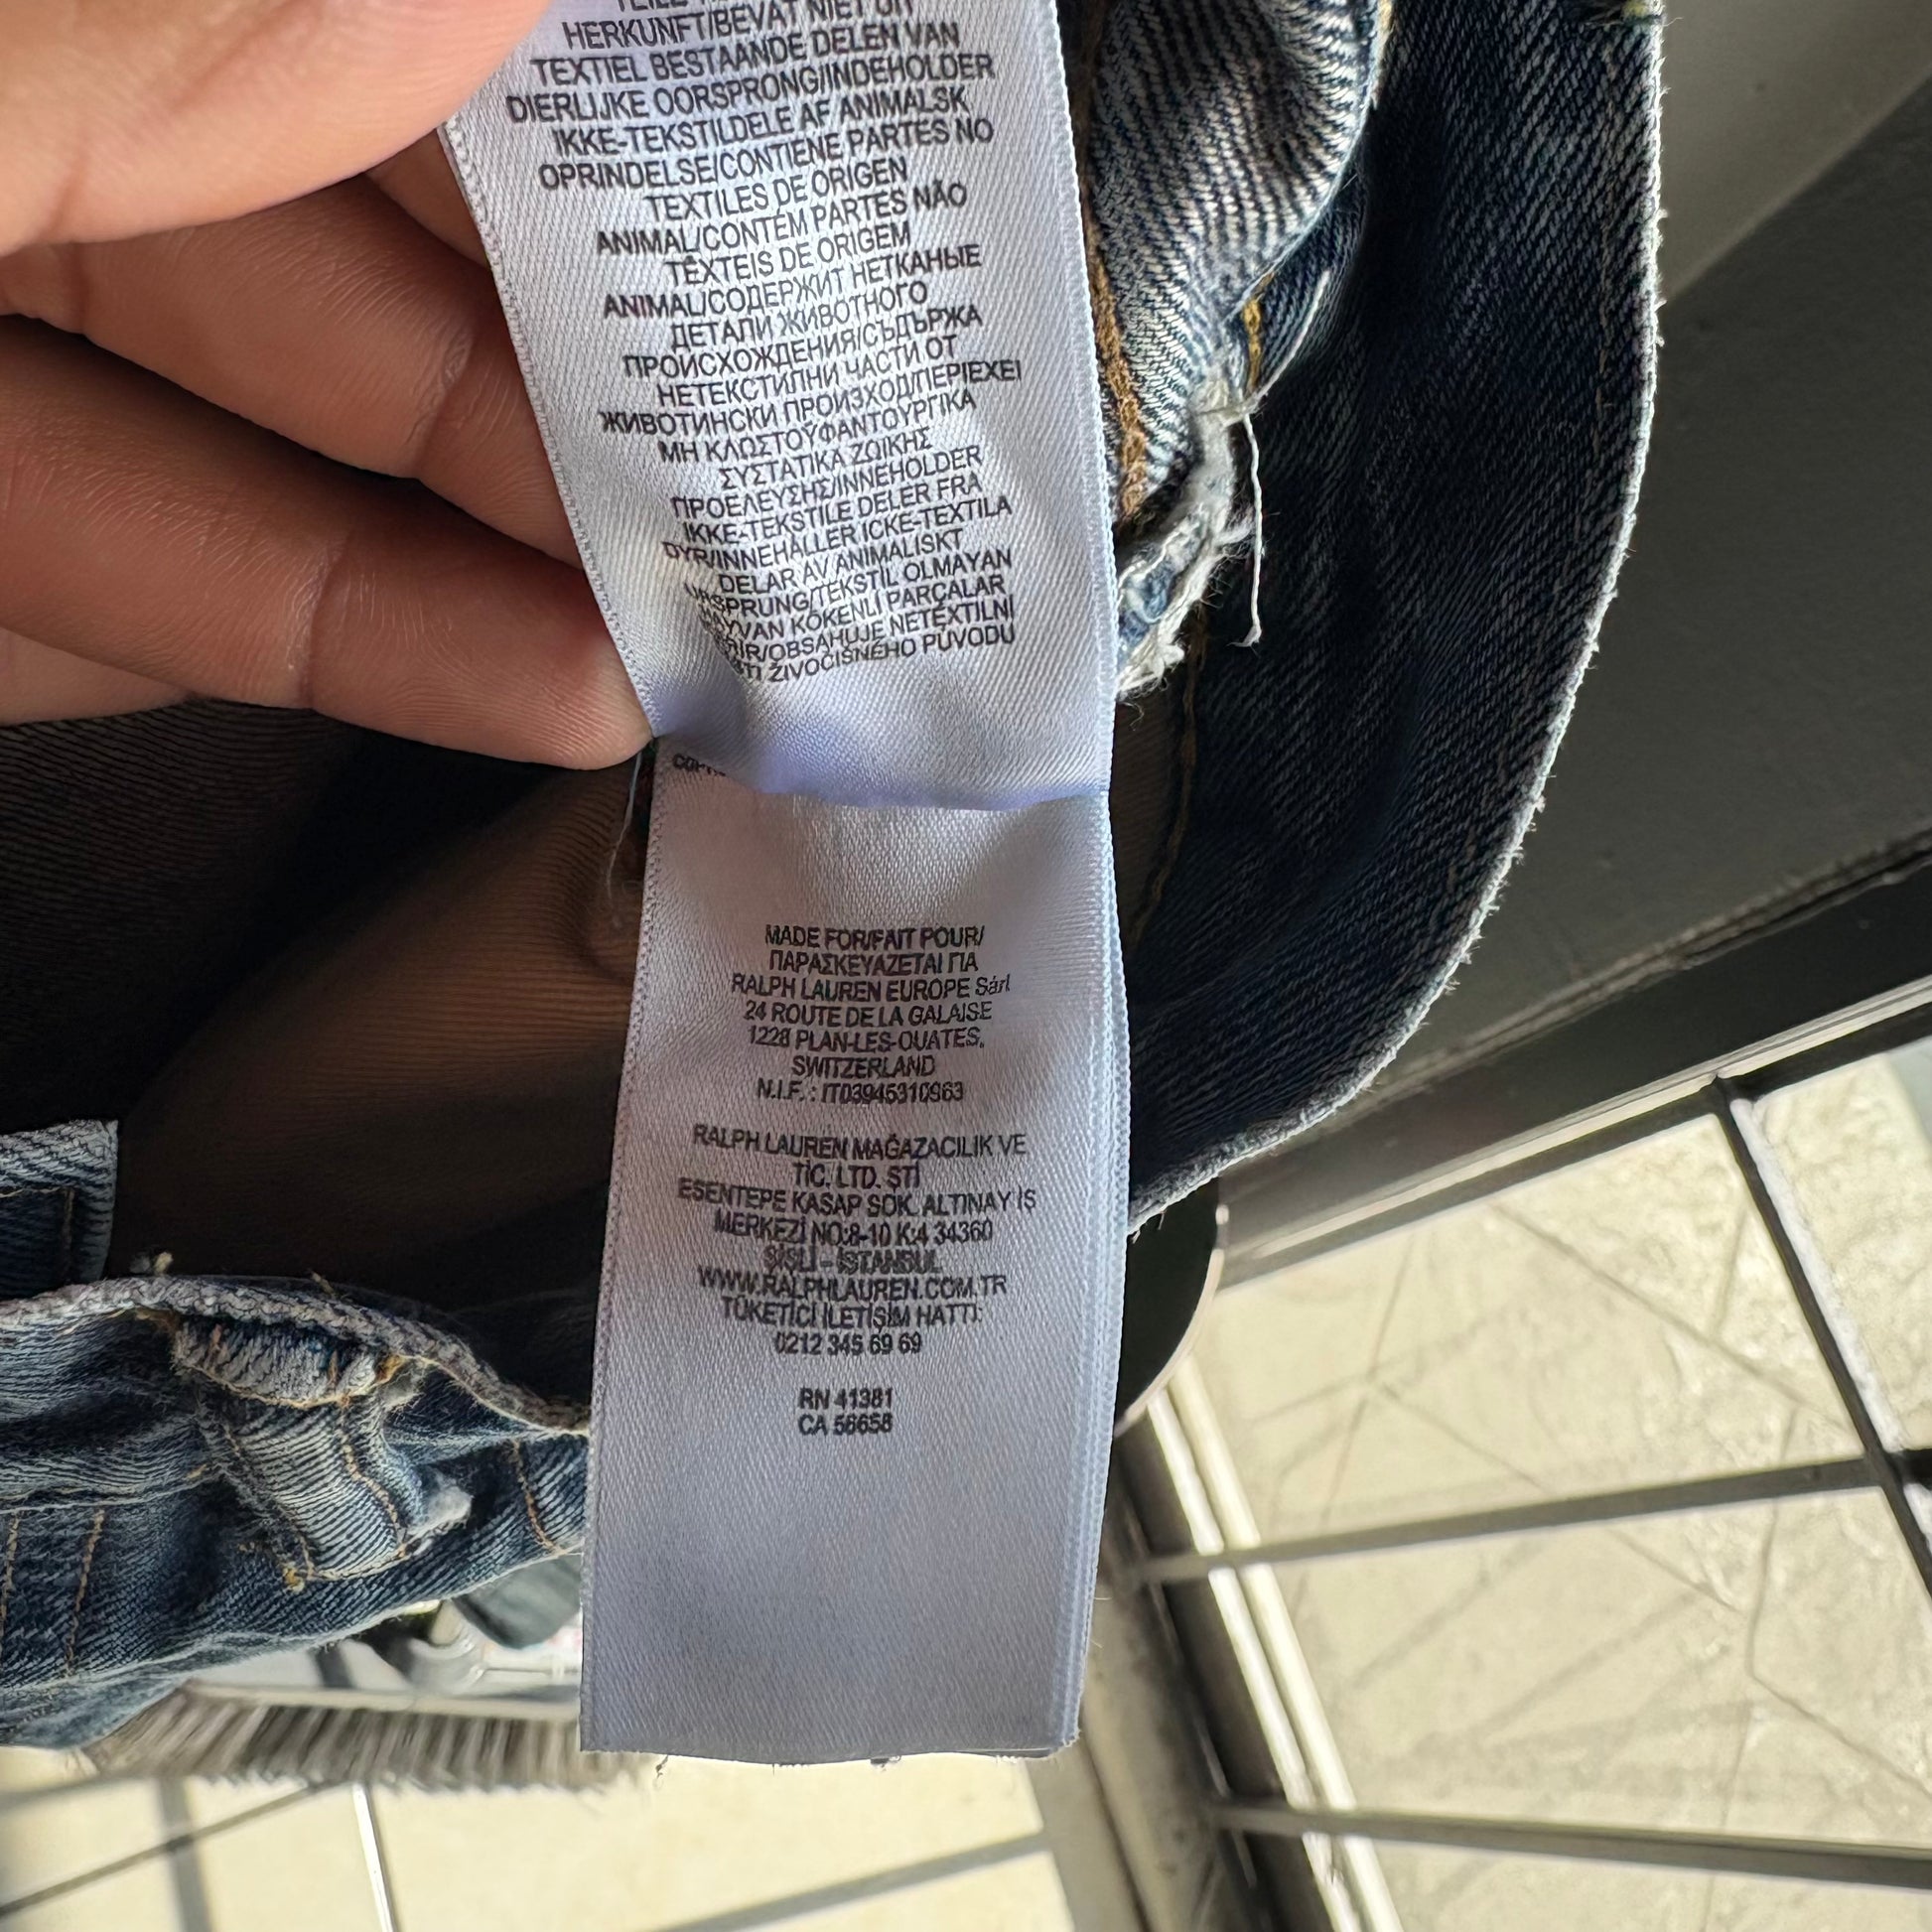 HERKUNFT/BEVAT NIET UIT
TEXTIEL BESTAANDE DELEN VAN
DIERLIJKE OORSPRONG/INDEHOLDER
IKKE-TEKSTILDELE AF ANIMALSK
OPRINDELSE/CONTIENE PARTES NO
TEXTILES DE ORIGEN
ANIMAL/CONTÉM PARTES NÃO
TÊXTEIS DE ORIGEM
ANIMAL/СОДЕРЖИТ НЕТКАНЫЕ
ДЕТАЛИ ЖИВОТНОГО
ПРОИСХОЖДЕНИЯ/СЪДЪРЖА
НЕТЕКСТИЛНИ ЧАСТИ ОТ
ЖИВОТИНСКИ ПРОИЗХОД/ΠΕΡΙΕΧΕΙ
ΜΗ ΚΛΩΣΤΟΫΦΑΝΤΟΥΡΓΙΚΑ
ΣΥΣΤΑΤΙΚΑ ΖΩΙΚΗΣ
ΠΡΟΕΛΕΥΣΗΣ/INNEHOLDER
IKKE-TEKSTILE DELER FRA
DYR/INNEHÅLLER ICKE-TEXTILA
DELAR AV ANIMALISKT
URSPRUNG/TEKSTİL OLMAYAN
KÖKENLİ PARÇALAR
OBSAHUJE NETEXTILNÍ
ŽIVOČIŠNÉHO PŮVODU
MADE FOR/FAIT POUR/
ΠΑΡΑΣΚΕΥΑΖΕΤΑΙ ΓΙΑ
RALPH LAUREN EUROPE Sárl
24 ROUTE DE LA GALAISE
1228 PLAN-LES-OUATES,
SWITZERLAND
N.I.F. : IT03945310963
RALPH LAUREN MAĞAZACILIK VE
TİC. LTD. ŞTİ
ESENTEPE KASAP SOK. ALTINAY İŞ
MERKEZİ NO:8-10 K:4 34360
ŞİŞLİ - İSTANBUL
WWW.RALPHLAUREN.COM.TR
TÜKETİCİ İLETİŞİM HATTI:
0212 345 69 69
RN 41381
CA 56658